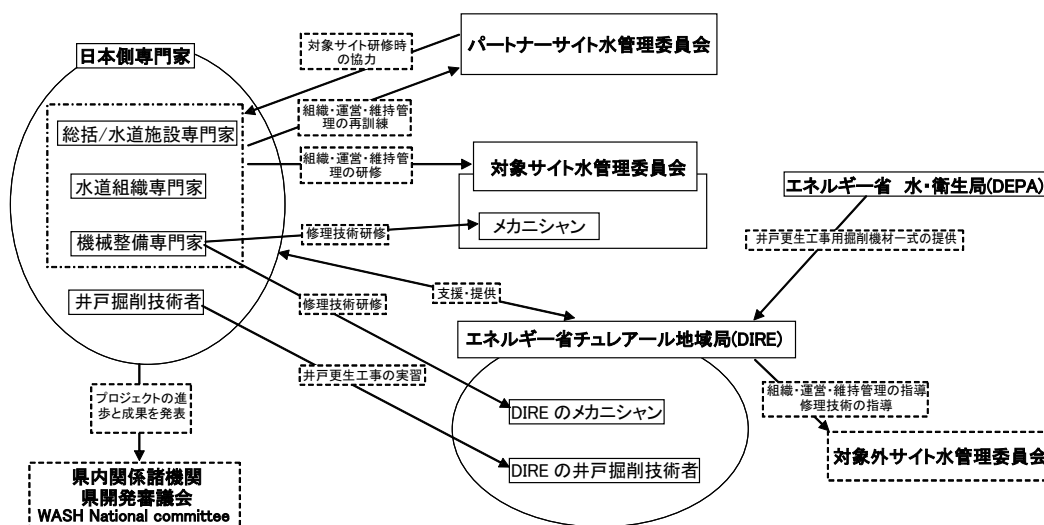 日本側専門家
総括/水道施設専門家
水道組織専門家
機械整備専門家
井戸掘削技術者
対象サイト研修時
の協力
組織・運営・維持管
理の再訓練
組織・運営・維持管
理の研修
修理技術研修
修理技術研修
井戸更生工事の実習
支援・提供
プロジェクトの進
歩と成果を発表
県内関係諸機関
県開発審議会
WASH National committee
パートナーサイト水管理委員会
対象サイト水管理委員会
メカニシャン
エネルギー省 水・衛生局(DEPA)
井戸更生工事用掘削機材一式の提供
エネルギー省チュレアール地域局(DIRE)
DIRE のメカニシャン
DIRE の井戸掘削技術者
組織・運営・維持管理の指導
修理技術の指導
対象外サイト水管理委員会